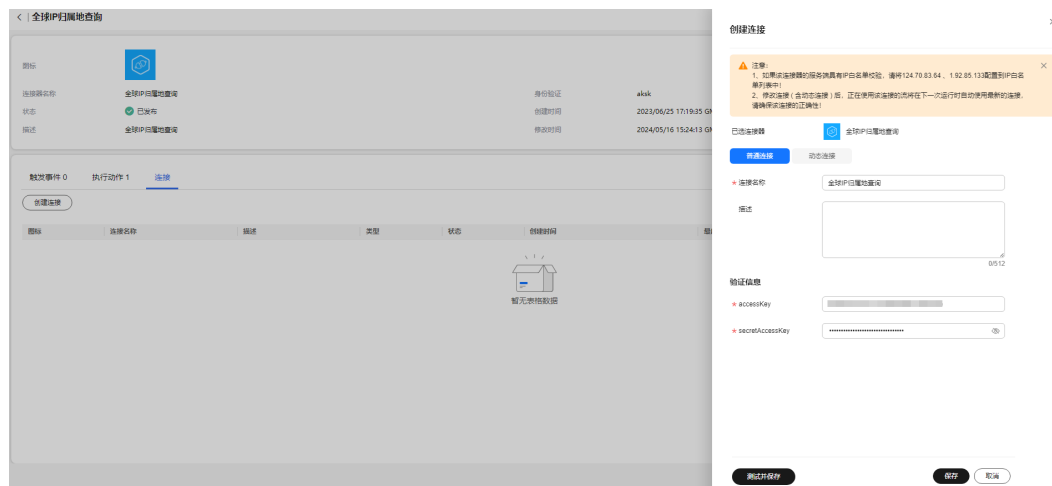 全球IP归属地查询
图标
连接器名称
全球IP归属地查询
身份验证
aksk
状态
已发布
创建时间
2023/06/25 17:19:35 GM
描述
全球IP归属地查询
修改时间
2024/05/16 15:24:13 GM
触发事件 0
执行动作 1
连接
创建连接
图标
连接名称
描述
类型
状态
创建时间
暂无表格数据
创建连接
注意:
1、如果该连接器的服务端具有IP白名单校验，请将124.70.83.64 、1.92.85.133配置到IP白
名单列表中!
2、修改连接 ( 含动态连接 ) 后，正在使用该连接的流将在下一次运行时自动使用最新的连接，
请确保该连接的正确性!
已选连接器
全球IP归属地查询
普通连接
动态连接
* 连接名称
全球IP归属地查询
描述
0/512
验证信息
* accessKey
* secretAccessKey
测试并保存
保存
取消